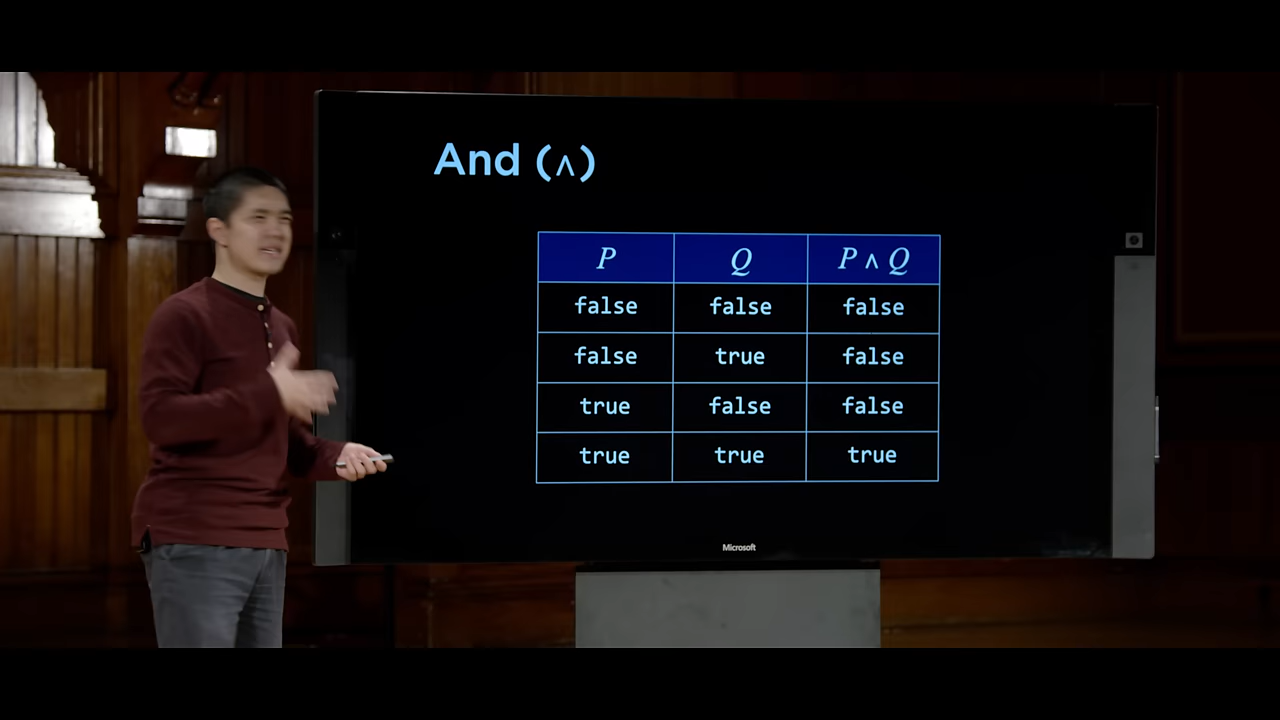 And (∧)
P Q P ∧ Q
false false false
false true false
true false false
true true true
Microsoft